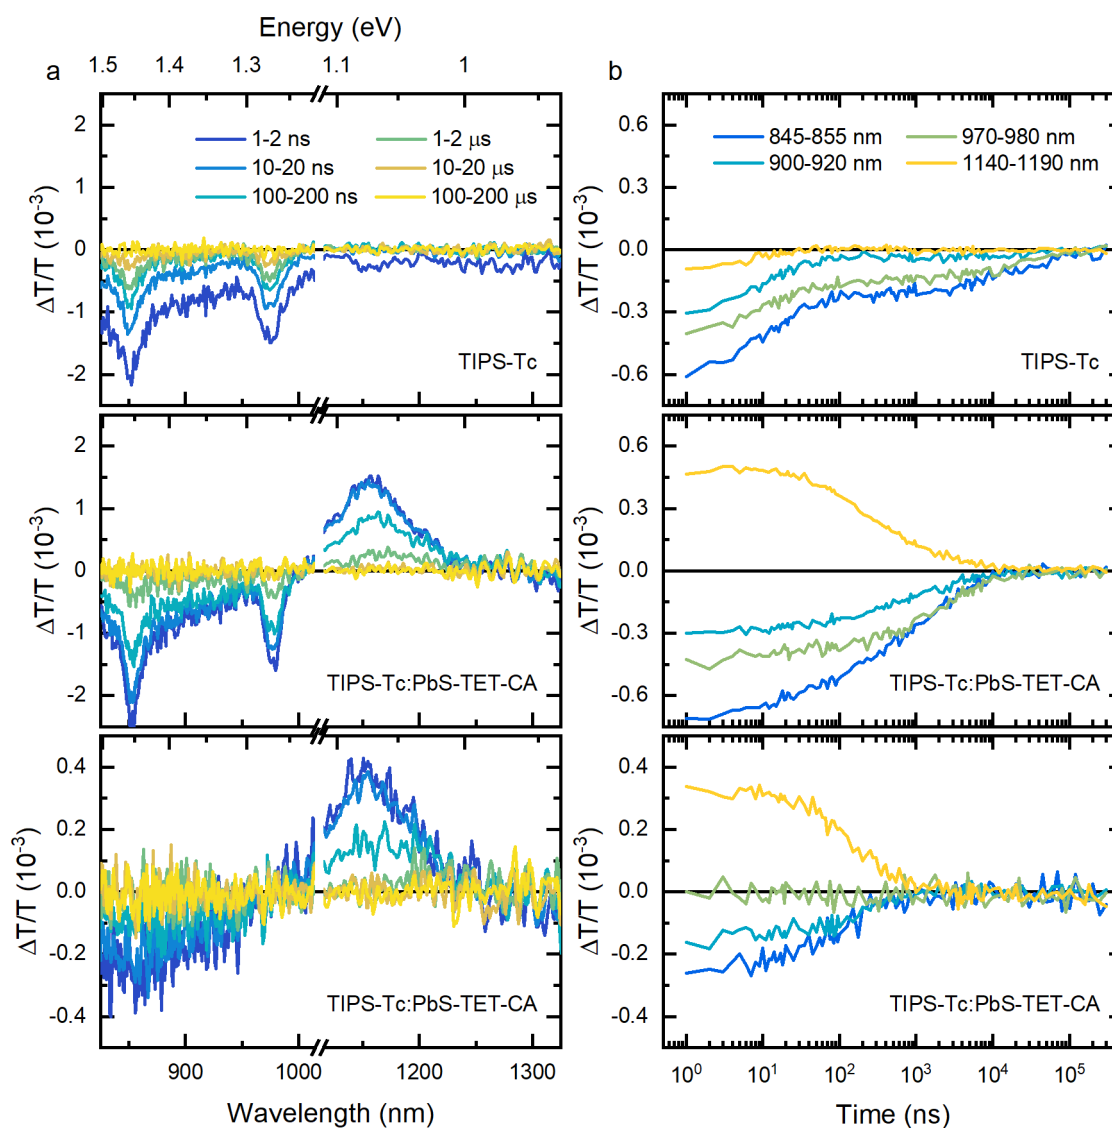 Energy (eV)
a
1.5 1.4 1.3 1.1 1
b
2
1
0
-1
-2
ΔT/T (10⁻³)
1-2 ns
10-20 ns
100-200 ns
1-2 μs
10-20 μs
100-200 μs
TIPS-Tc
0.6
0.3
0.0
-0.3
-0.6
ΔT/T (10⁻³)
845-855 nm
900-920 nm
970-980 nm
1140-1190 nm
TIPS-Tc
2
1
0
-1
-2
ΔT/T (10⁻³)
TIPS-Tc:PbS-TET-CA
0.6
0.3
0.0
-0.3
-0.6
ΔT/T (10⁻³)
TIPS-Tc:PbS-TET-CA
0.4
0.2
0.0
-0.2
-0.4
ΔT/T (10⁻³)
TIPS-Tc:PbS-TET-CA
900 1000 1200 1300
Wavelength (nm)
0.4
0.2
0.0
-0.2
-0.4
ΔT/T (10⁻³)
TIPS-Tc:PbS-TET-CA
10⁰ 10¹ 10² 10³ 10⁴ 10⁵
Time (ns)